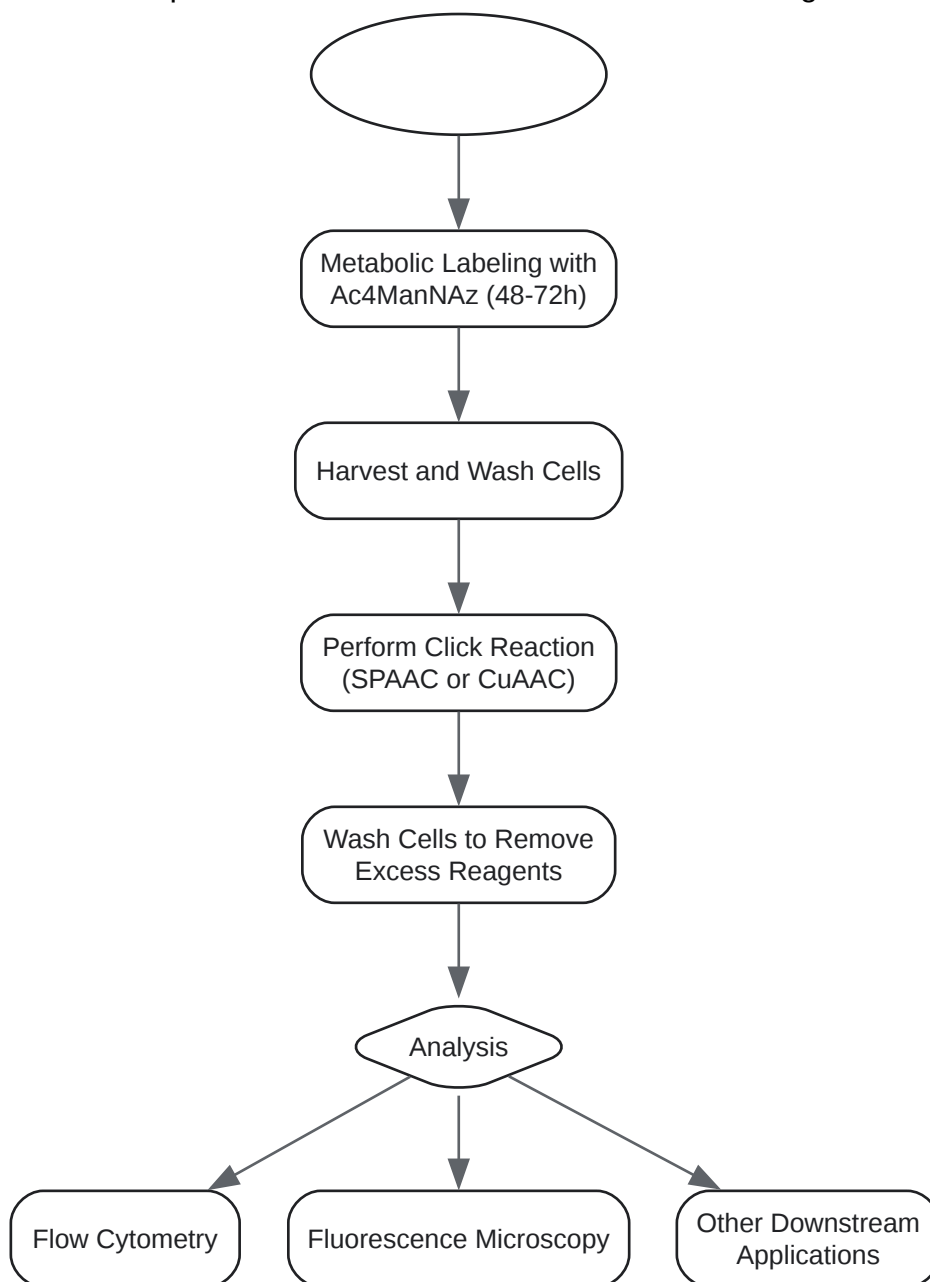 Metabolic Labeling with
Ac4ManNAz (48-72h)
Harvest and Wash Cells
Perform Click Reaction
(SPAAC or CuAAC)
Wash Cells to Remove
Excess Reagents
Analysis
Flow Cytometry
Fluorescence Microscopy
Other Downstream
Applications